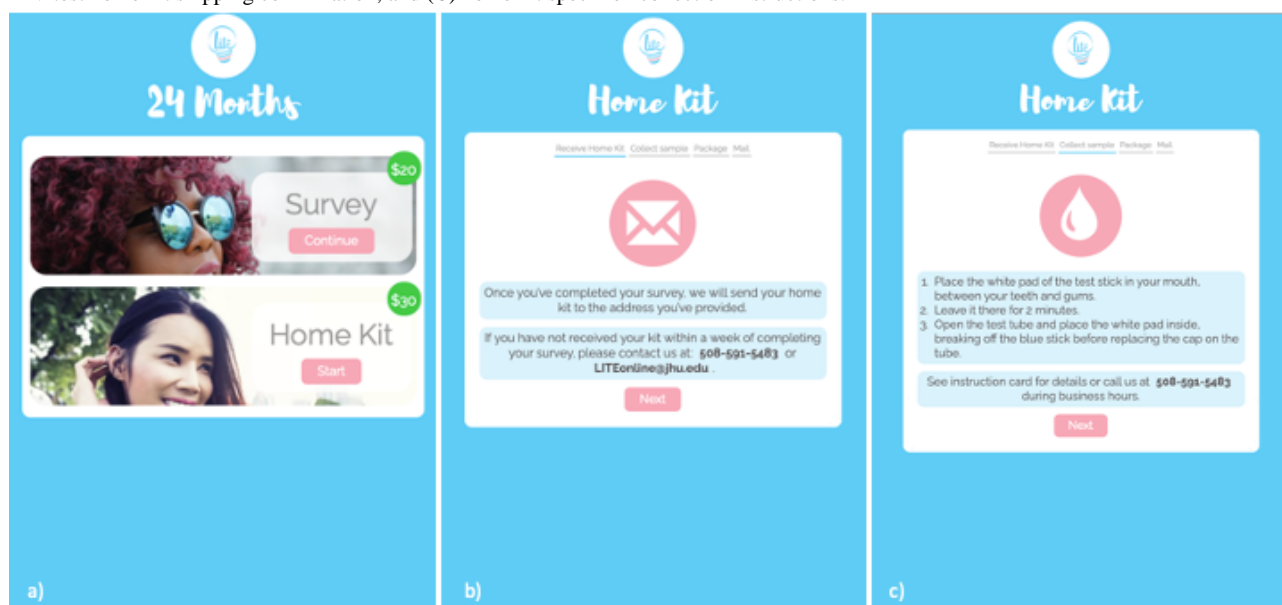 lite
24 Months
$20
Survey
Continue
$30
Home Kit
Start
a)
lite
Home Kit
Receive Home Kit Collect sample Package Mail
Once you've completed your survey, we will send your home
kit to the address you've provided.
If you have not received your kit within a week of completing
your survey, please contact us at: 508-591-5483 or
LITEonline@jhu.edu .
Next
b)
lite
Home Kit
Receive Home Kit Collect sample Package Mail
1. Place the white pad of the test stick in your mouth,
between your teeth and gums.
2. Leave it there for 2 minutes.
3. Open the test tube and place the white pad inside,
breaking off the blue stick before replacing the cap on the
tube.
See instruction card for details or call us at 508-591-5483
during business hours.
Next
c)